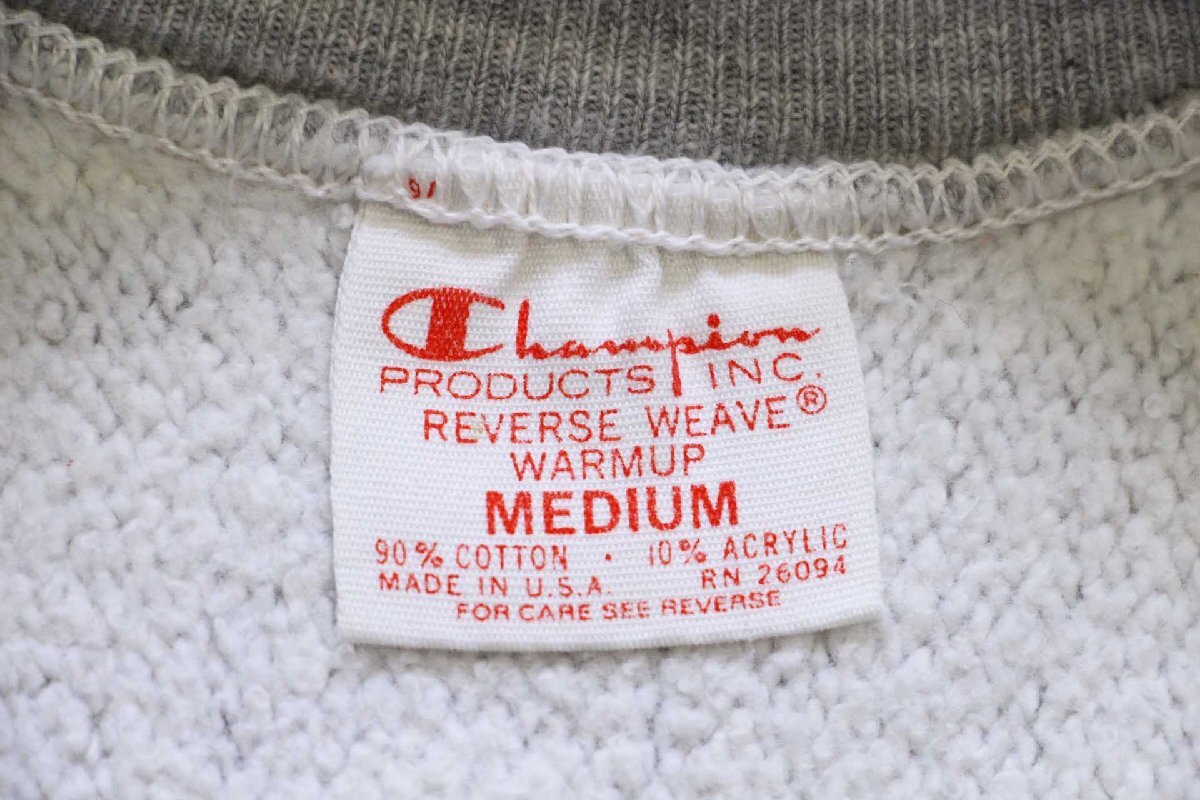 Champion
PRODUCTS INC.
REVERSE WEAVE®
WARMUP
MEDIUM
90% COTTON · 10% ACRYLIC
MADE IN U.S.A. RN 26094
FOR CARE SEE REVERSE